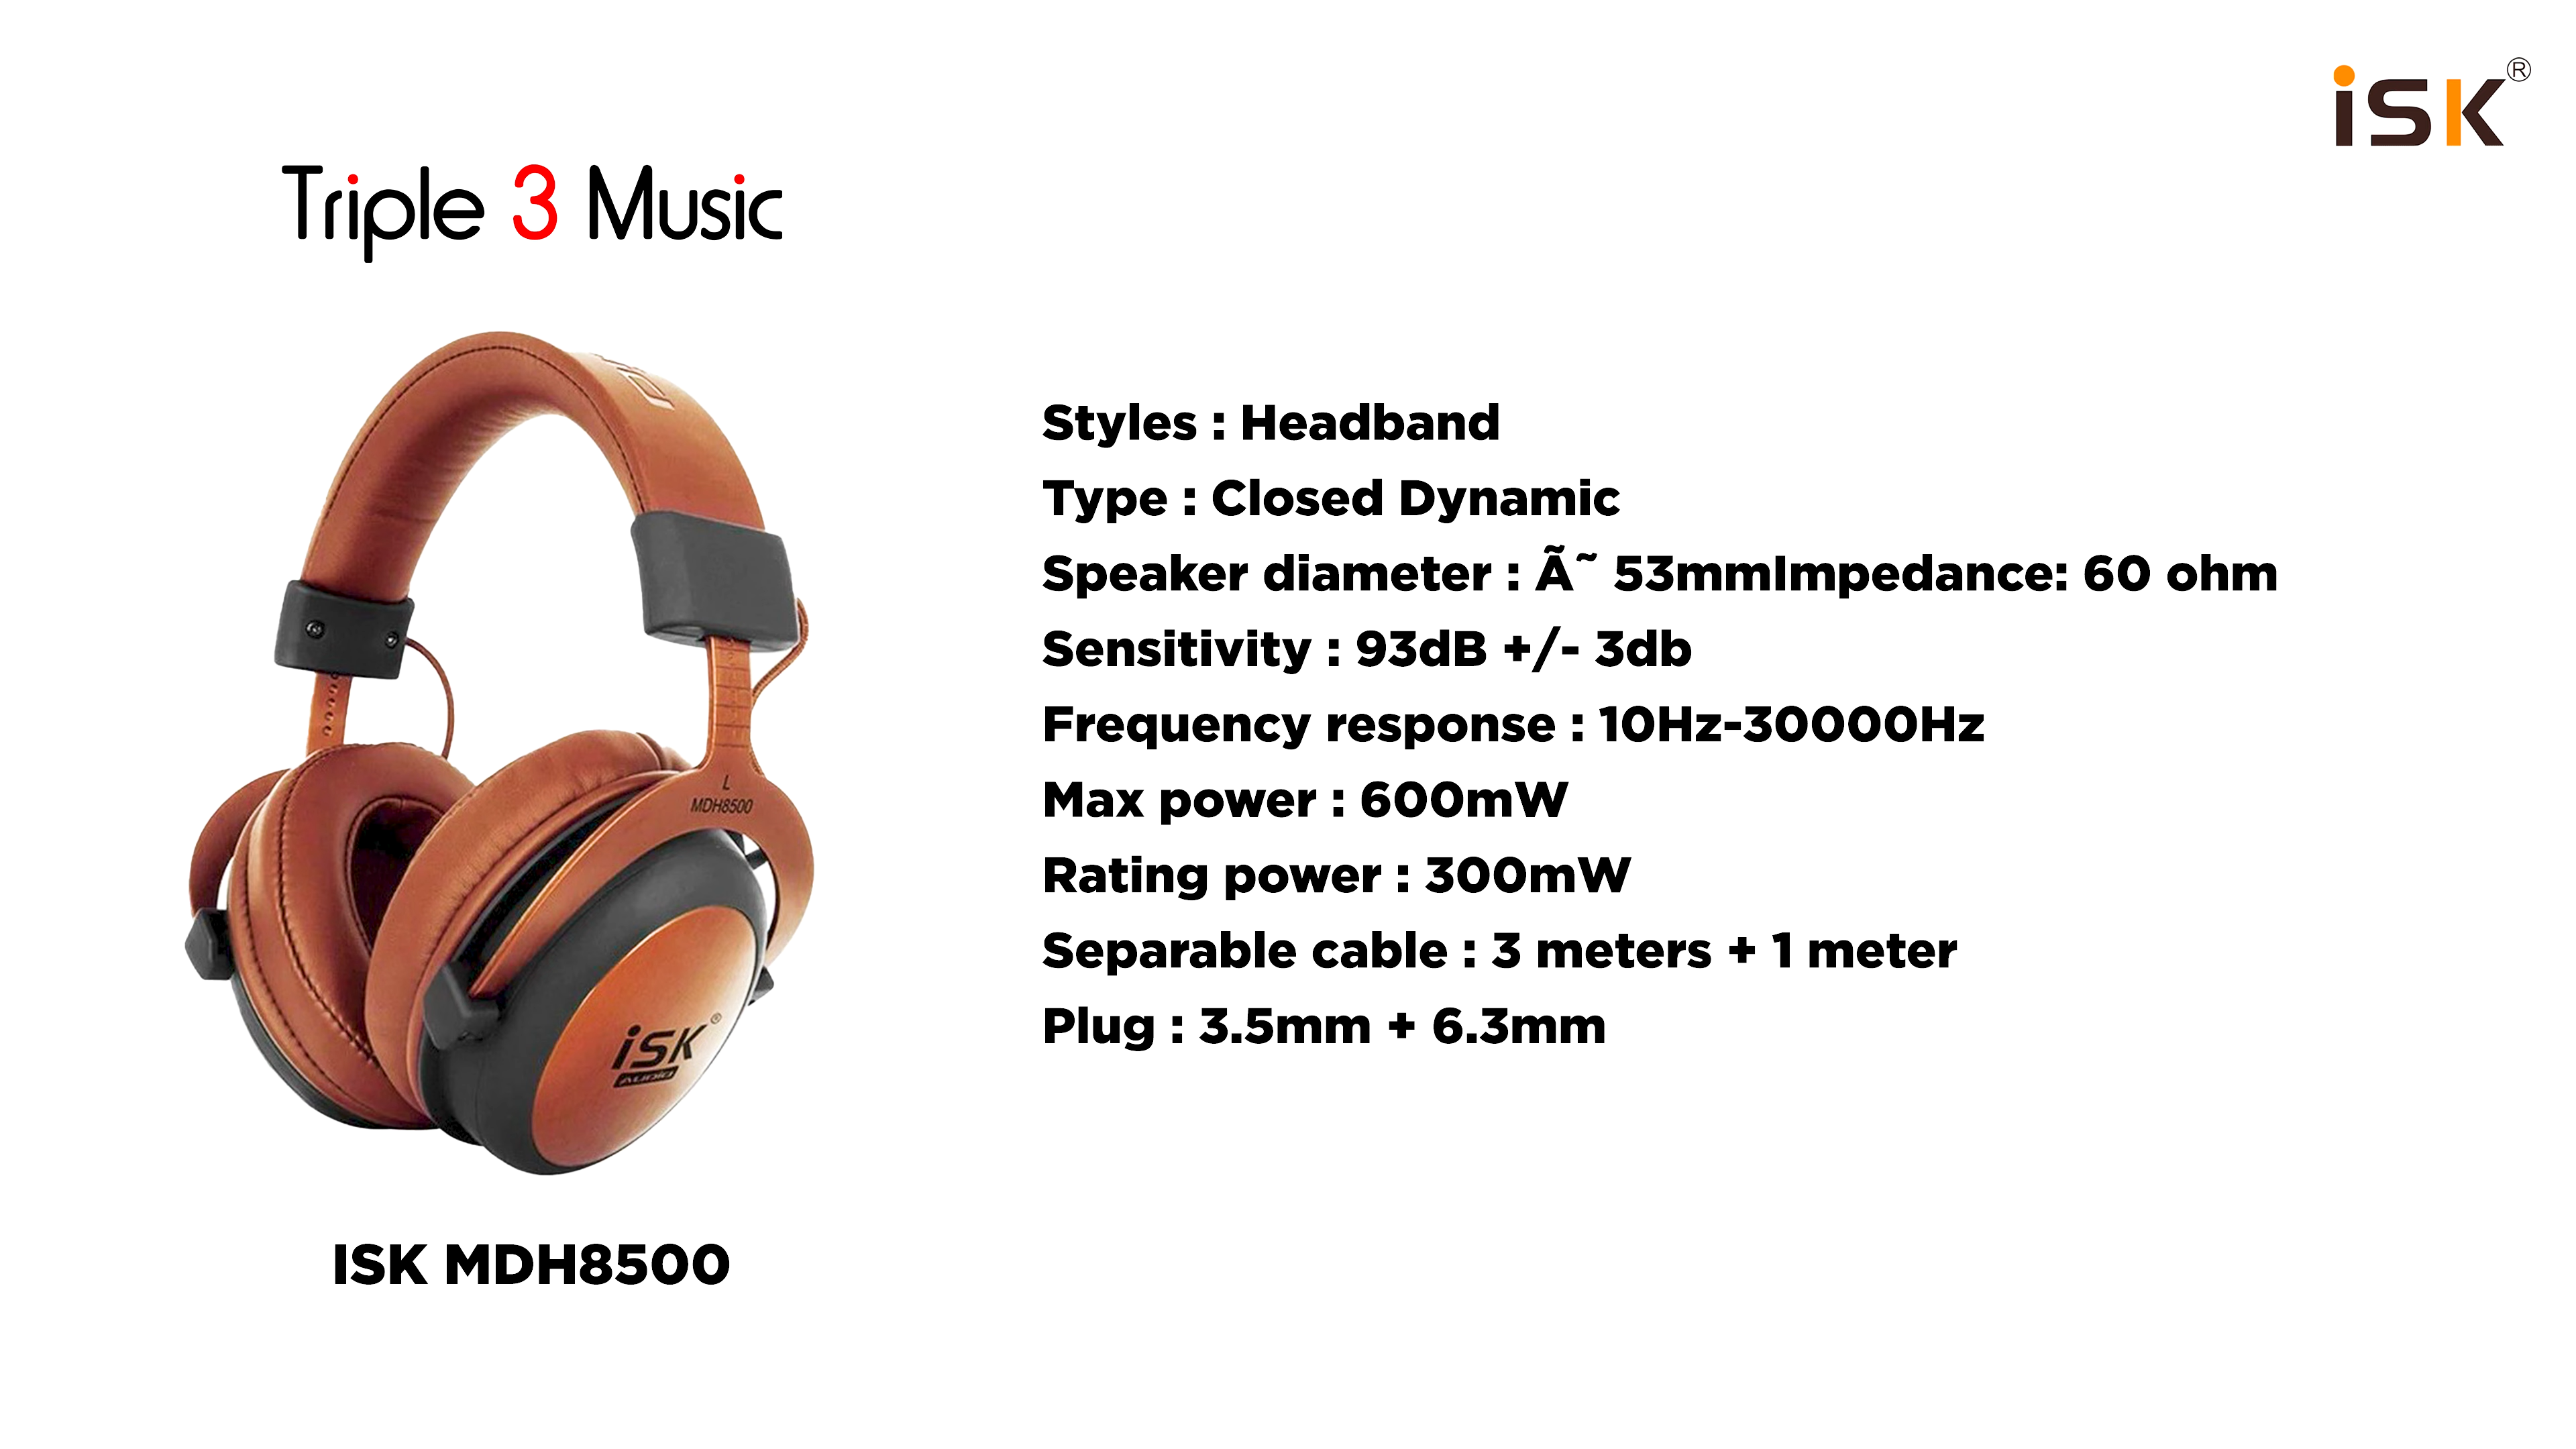 iSK®
Triple 3 Music
L
MDH8500
iSK®
AUDIO
Styles : Headband
Type : Closed Dynamic
Speaker diameter : Ã˜ 53mmImpedance: 60 ohm
Sensitivity : 93dB +/- 3db
Frequency response : 10Hz-30000Hz
Max power : 600mW
Rating power : 300mW
Separable cable : 3 meters + 1 meter
Plug : 3.5mm + 6.3mm
ISK MDH8500